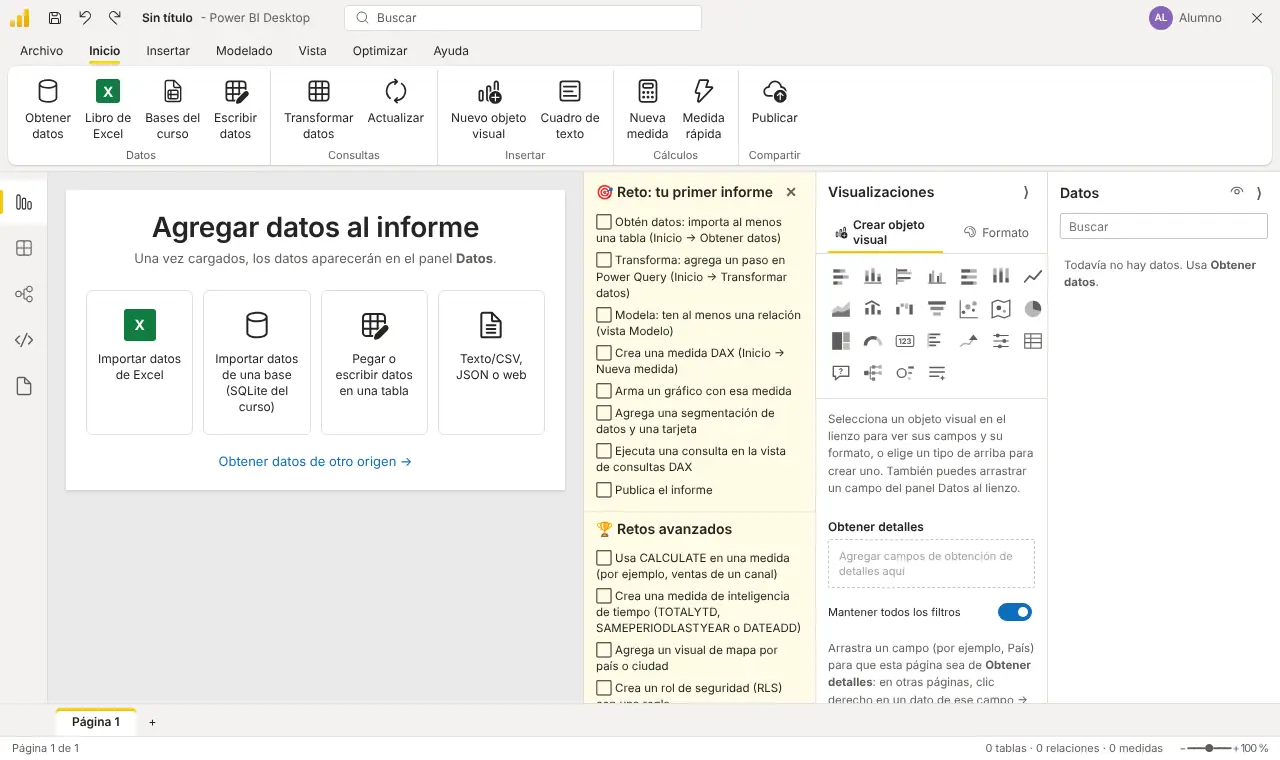 Sin título - Power BI Desktop
Buscar
AL Alumno
Archivo Inicio Insertar Modelado Vista Optimizar Ayuda
Obtener datos
X
Libro de Excel
Bases del curso
Escribir datos
Datos
Transformar datos
Actualizar
Consultas
Nuevo objeto visual
Cuadro de texto
Insertar
Nueva medida
Medida rápida
Cálculos
Publicar
Compartir
Agregar datos al informe
Una vez cargados, los datos aparecerán en el panel Datos.
X
Importar datos
de Excel
Importar datos
de una base
(SQLite del
curso)
Pegar o
escribir datos
en una tabla
Texto/CSV,
JSON o web
Obtener datos de otro origen →
🎯 Reto: tu primer informe ✕
Obtén datos: importa al menos
una tabla (Inicio → Obtener datos)
Transforma: agrega un paso en
Power Query (Inicio → Transformar
datos)
Modela: ten al menos una relación
(vista Modelo)
Crea una medida DAX (Inicio →
Nueva medida)
Arma un gráfico con esa medida
Agrega una segmentación de
datos y una tarjeta
Ejecuta una consulta en la vista
de consultas DAX
Publica el informe
🏆 Retos avanzados
Usa CALCULATE en una medida
(por ejemplo, ventas de un canal)
Crea una medida de inteligencia
de tiempo (TOTALYTD,
SAMEPERIODLASTYEAR o DATEADD)
Agrega un visual de mapa por
país o ciudad
Crea un rol de seguridad (RLS)
con una regla
Visualizaciones
Crear objeto
visual
Formato
123
Selecciona un objeto visual en el
lienzo para ver sus campos y su
formato, o elige un tipo de arriba para
crear uno. También puedes arrastrar
un campo del panel Datos al lienzo.
Obtener detalles
Agregar campos de obtención de
detalles aquí
Mantener todos los filtros
Arrastra un campo (por ejemplo, País)
para que esta página sea de Obtener
detalles: en otras páginas, clic
derecho en un dato de ese campo →
Datos
Buscar
Todavía no hay datos. Usa Obtener
datos.
Página 1 +
Página 1 de 1
0 tablas · 0 relaciones · 0 medidas
− + 100 %